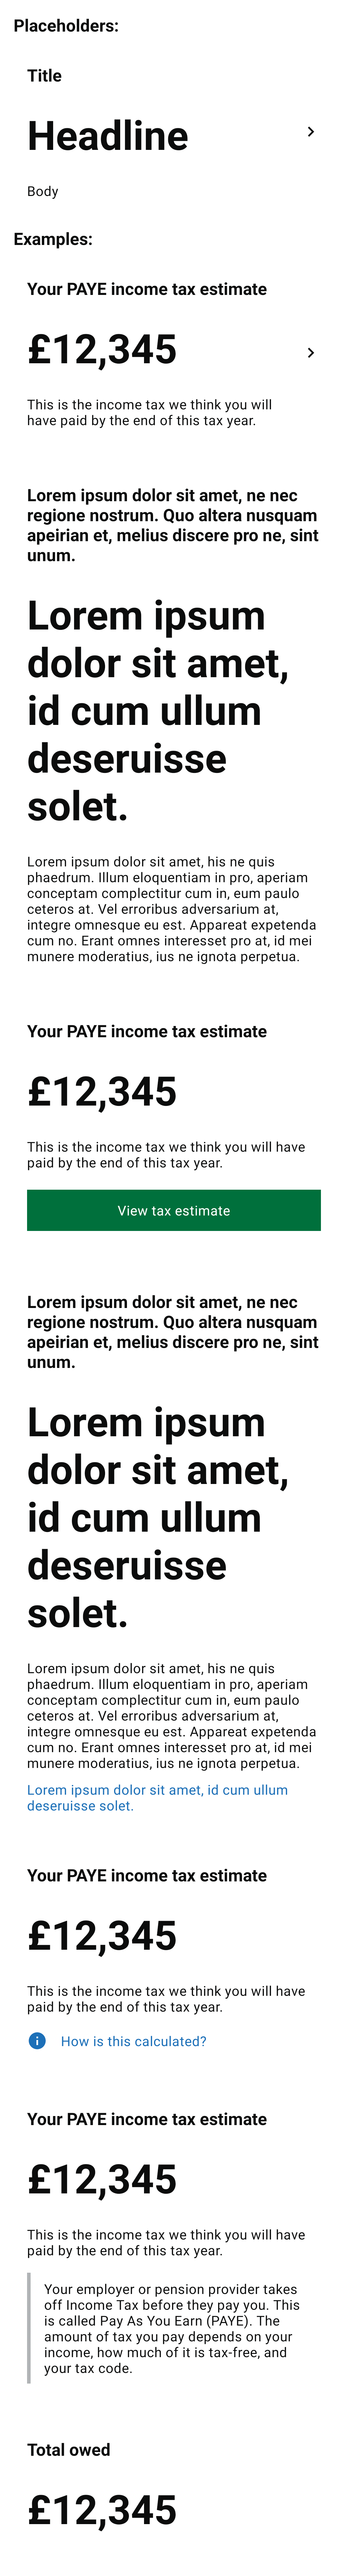 Placeholders:
Title
Headline
Body
Examples:
Your PAYE income tax estimate
£12,345
This is the income tax we think you will
have paid by the end of this tax year.
Lorem ipsum dolor sit amet, ne nec
regione nostrum. Quo altera nusquam
apeirian et, melius discere pro ne, sint
unum.
Lorem ipsum
dolor sit amet,
id cum ullum
deseruisse
solet.
Lorem ipsum dolor sit amet, his ne quis
phaedrum. Illum eloquentiam in pro, aperiam
conceptam complectitur cum in, eum paulo
ceteros at. Vel erroribus adversarium at,
integre omnesque eu est. Appareat expetenda
cum no. Erant omnes interesset pro at, id mei
munere moderatius, ius ne ignota perpetua.
Your PAYE income tax estimate
£12,345
This is the income tax we think you will have
paid by the end of this tax year.
View tax estimate
Lorem ipsum dolor sit amet, ne nec
regione nostrum. Quo altera nusquam
apeirian et, melius discere pro ne, sint
unum.
Lorem ipsum
dolor sit amet,
id cum ullum
deseruisse
solet.
Lorem ipsum dolor sit amet, his ne quis
phaedrum. Illum eloquentiam in pro, aperiam
conceptam complectitur cum in, eum paulo
ceteros at. Vel erroribus adversarium at,
integre omnesque eu est. Appareat expetenda
cum no. Erant omnes interesset pro at, id mei
munere moderatius, ius ne ignota perpetua.
Lorem ipsum dolor sit amet, id cum ullum
deseruisse solet.
Your PAYE income tax estimate
£12,345
This is the income tax we think you will have
paid by the end of this tax year.
How is this calculated?
Your PAYE income tax estimate
£12,345
This is the income tax we think you will have
paid by the end of this tax year.
Your employer or pension provider takes
off Income Tax before they pay you. This
is called Pay As You Earn (PAYE). The
amount of tax you pay depends on your
income, how much of it is tax-free, and
your tax code.
Total owed
£12,345